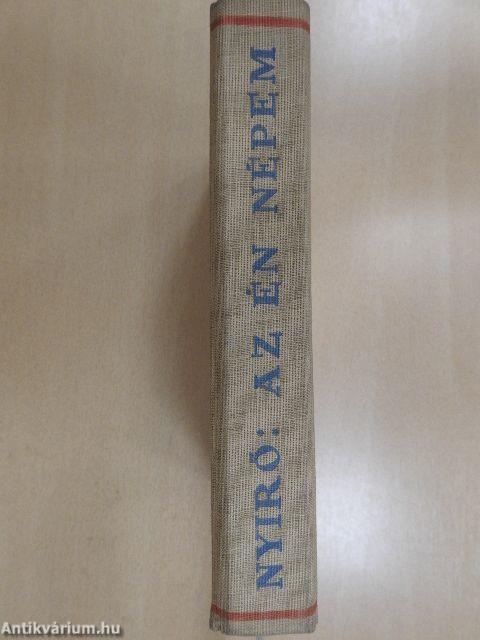 NYIRŐ: AZ ÉN NÉPEM
Antikvárium.hu